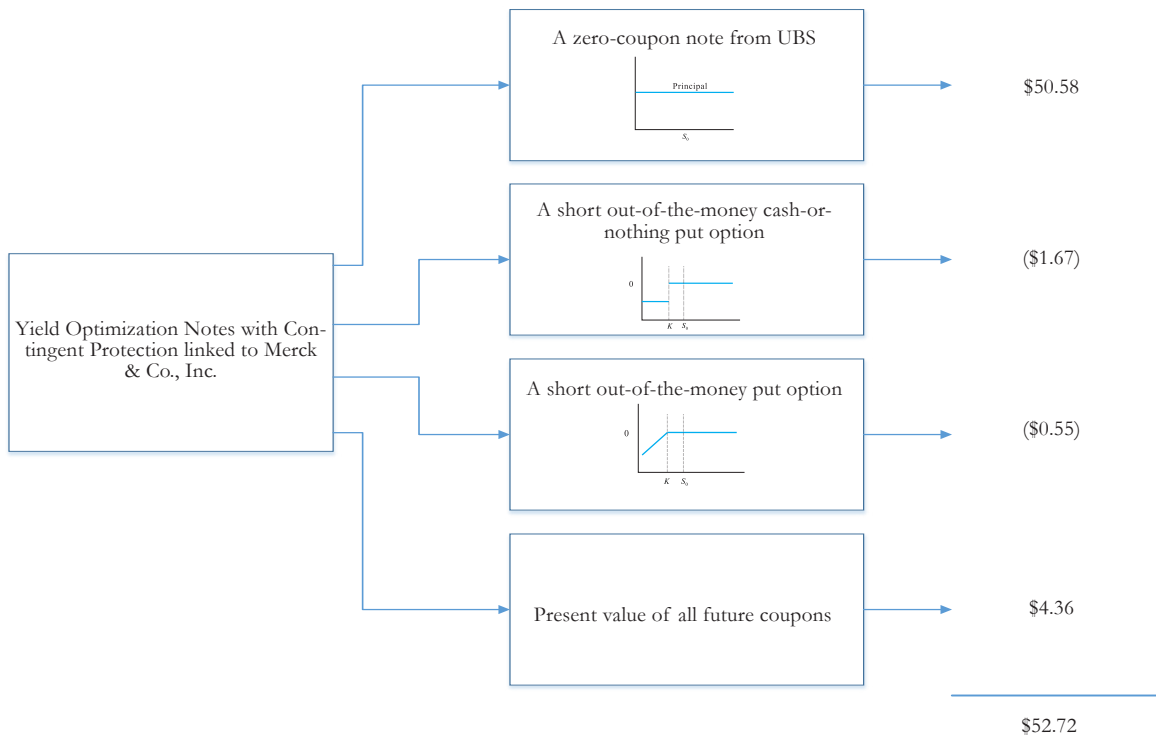 A zero-coupon note from UBS
Principal
S₀
$50.58
A short out-of-the-money cash-or-
nothing put option
0
K S₀
($1.67)
Yield Optimization Notes with Con-
tingent Protection linked to Merck
& Co., Inc.
A short out-of-the-money put option
0
K S₀
($0.55)
Present value of all future coupons
$4.36
$52.72